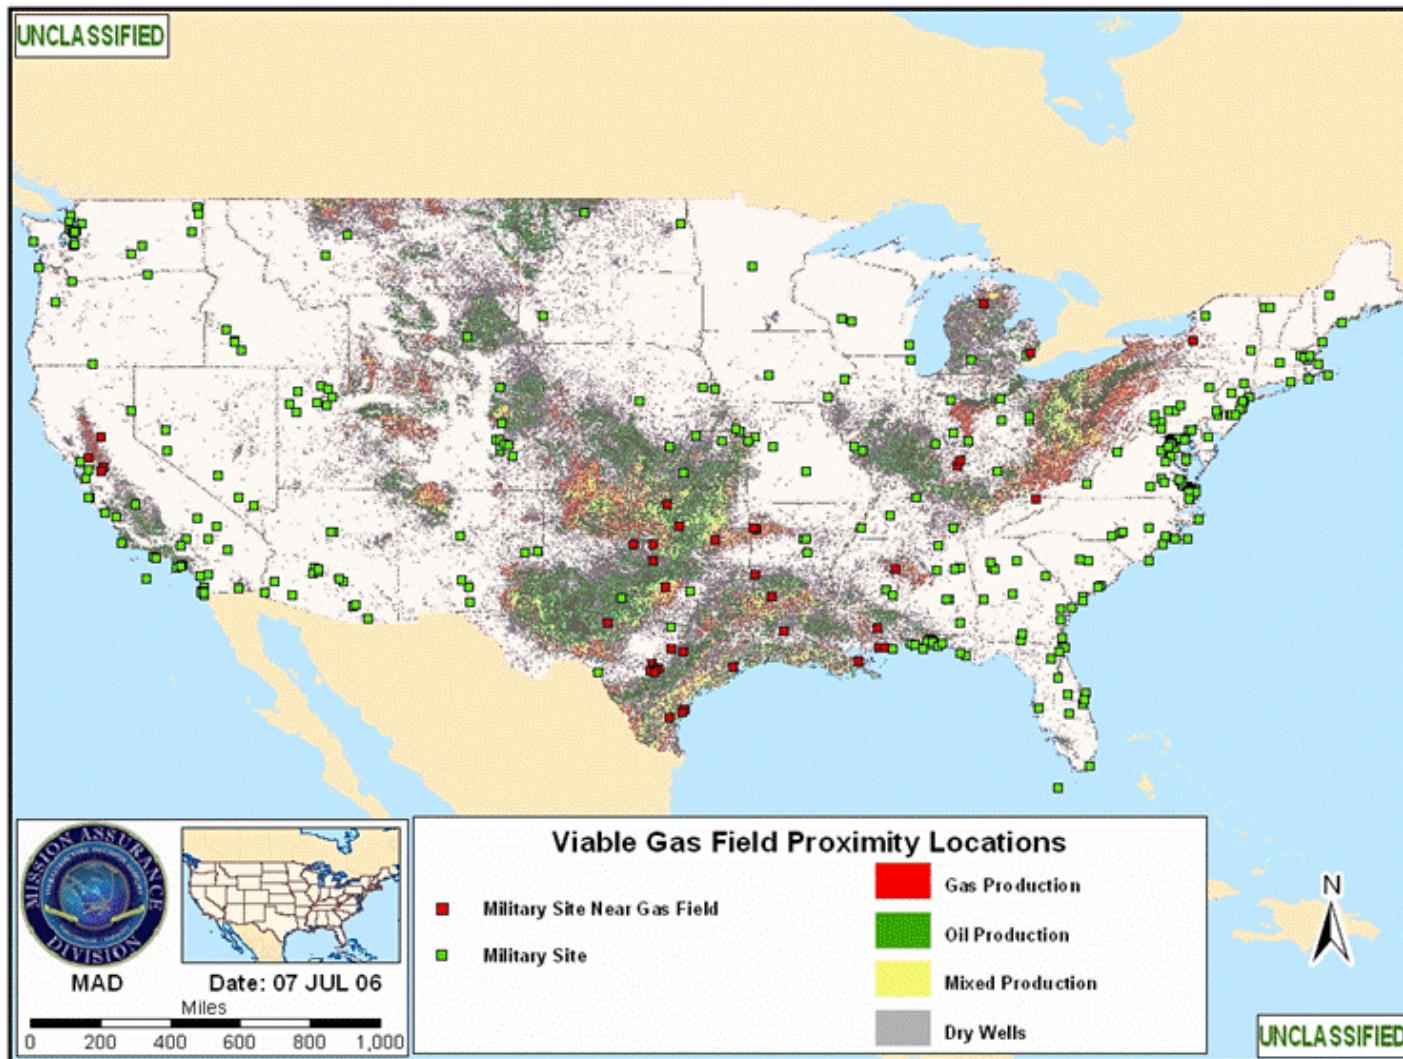 UNCLASSIFIED
Viable Gas Field Proximity Locations
Military Site Near Gas Field
Military Site
Gas Production
Oil Production
Mixed Production
Dry Wells
MISSION ASSURANCE
DIVISION
MAD
Date: 07 JUL 06
Miles
0 200 400 600 800 1,000
N
UNCLASSIFIED